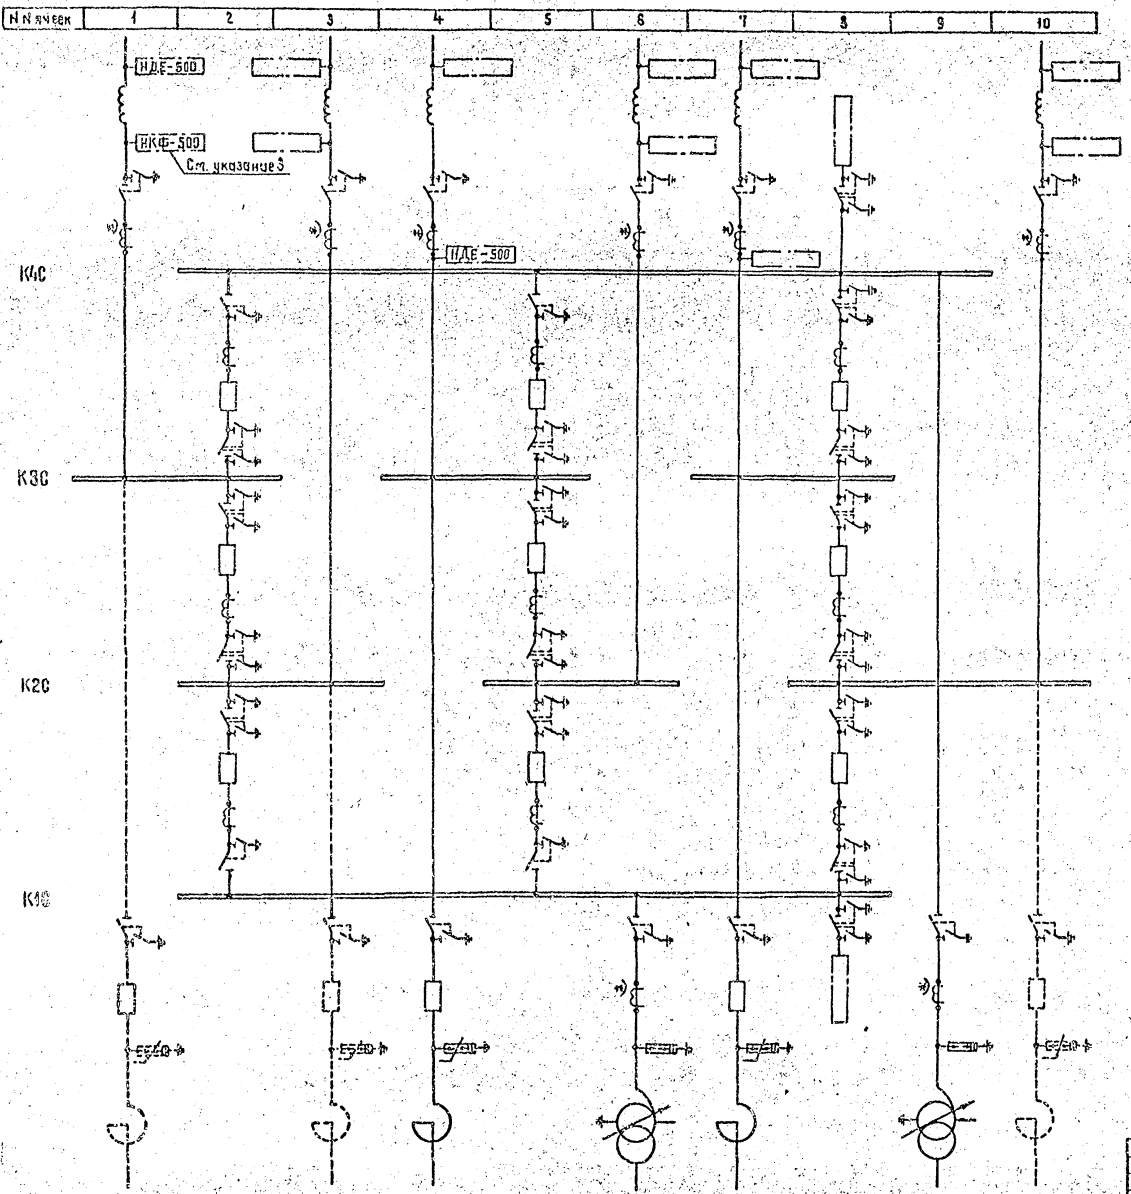 N N ячеек 1 2 3 4 5 6 7 8 9 10
НДЕ-500
НКФ-500
См. указание 3
НДЕ-500
К4С
К3С
К2С
К1С